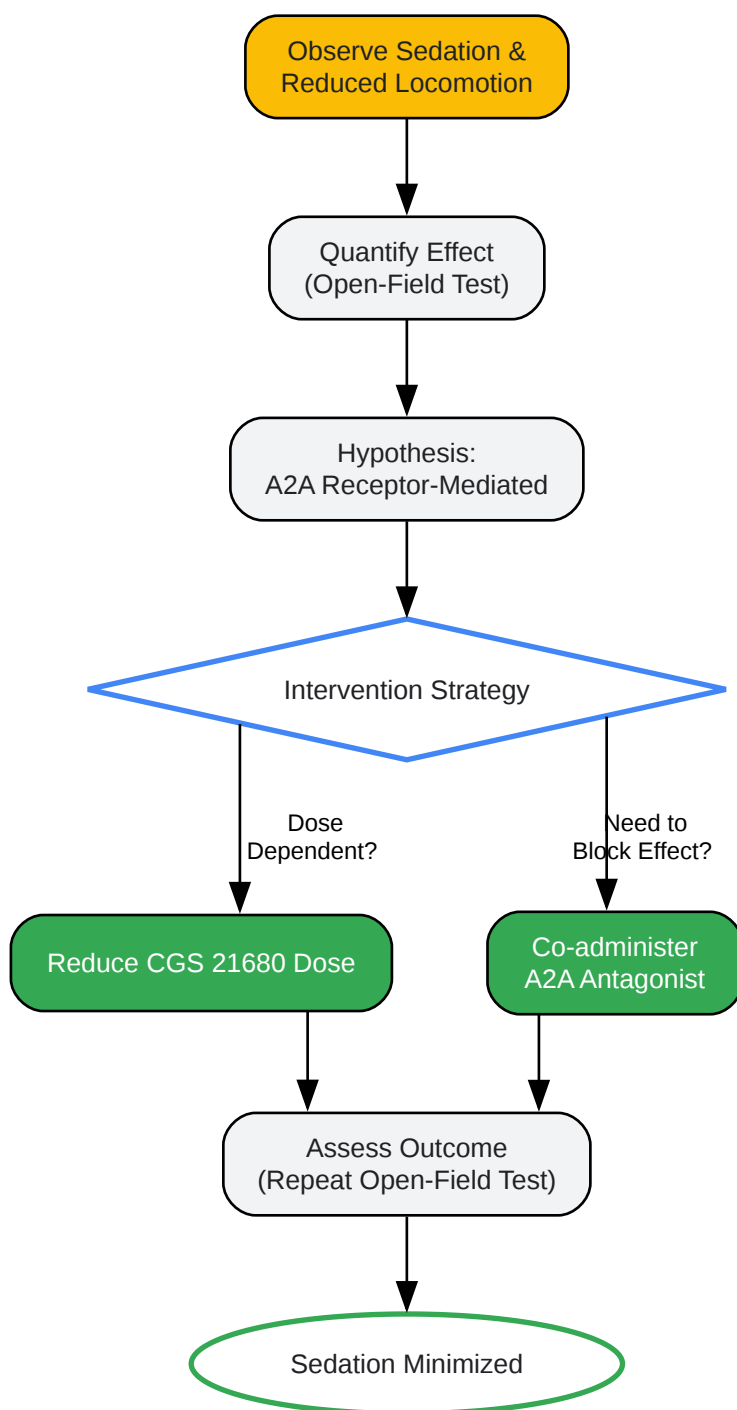 Observe Sedation &
Reduced Locomotion
Quantify Effect
(Open-Field Test)
Hypothesis:
A2A Receptor-Mediated
Intervention Strategy
Dose
Dependent?
Need to
Block Effect?
Reduce CGS 21680 Dose
Co-administer
A2A Antagonist
Assess Outcome
(Repeat Open-Field Test)
Sedation Minimized